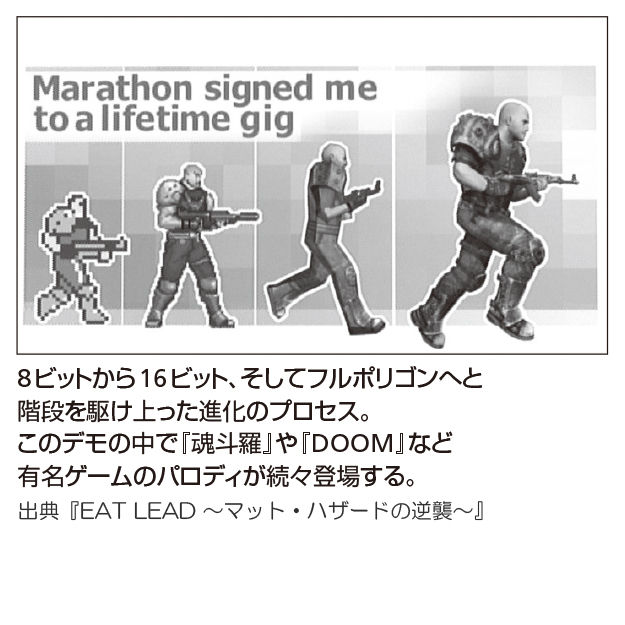 Marathon signed me
to a lifetime gig
8ビットから16ビット、そしてフルポリゴンへと
階段を駆け上った進化のプロセス。
このデモの中で『魂斗羅』や『DOOM』など
有名ゲームのパロディが続々登場する。
出典『EAT LEAD ～マット・ハザードの逆襲～』